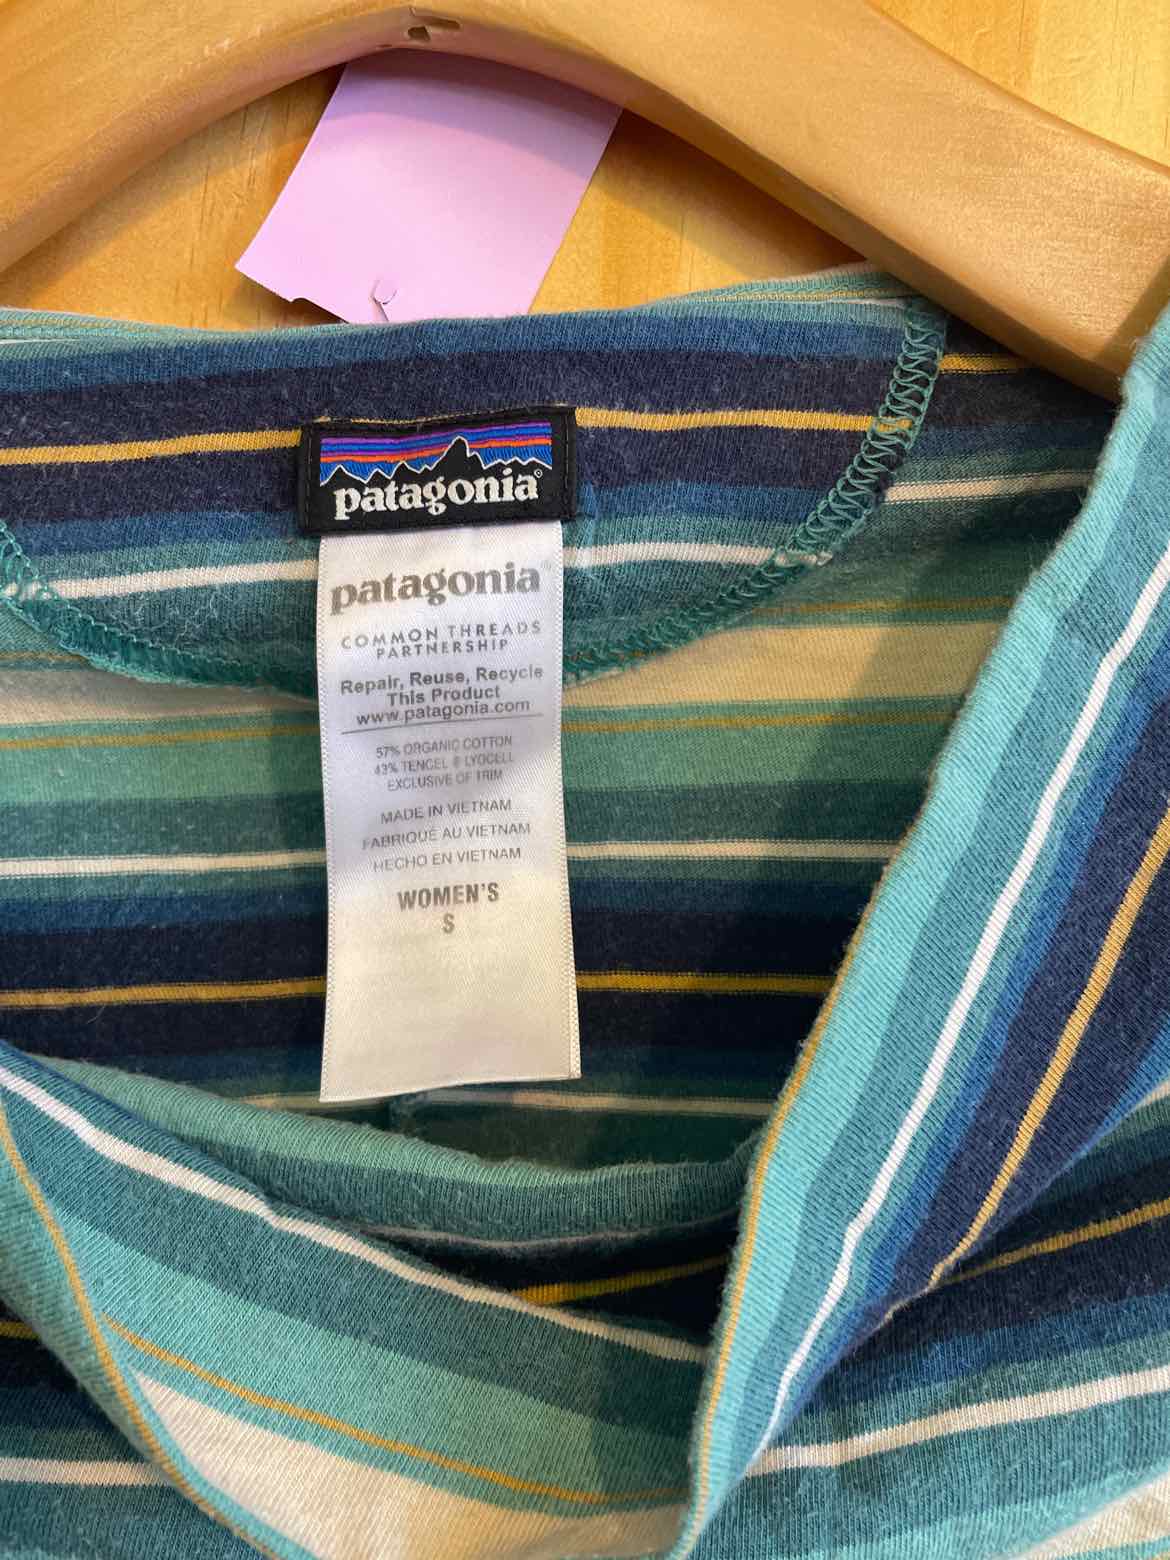 patagonia®
patagonia®
COMMON THREADS
PARTNERSHIP
Repair, Reuse, Recycle
This Product
www.patagonia.com
57% ORGANIC COTTON
43% TENCEL ® LYOCELL
EXCLUSIVE OF TRIM
MADE IN VIETNAM
FABRIQUÉ AU VIETNAM
HECHO EN VIETNAM
WOMEN'S
S